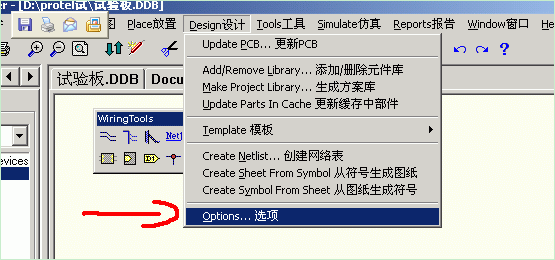 er - [D:\protel试\试验板.DDB]
Place放置 Design设计 Tools工具 Simulate仿真 Reports报告 Window窗口 H
试验板.DDB Docu
Update PCB... 更新PCB
Add/Remove Library... 添加/删除元件库
Make Project Library... 生成方案库
Update Parts In Cache 更新缓存中部件
Template 模板
Create Netlist... 创建网络表
Create Sheet From Symbol 从符号生成图纸
Create Symbol From Sheet 从图纸生成符号
Options... 选项
WiringTools
Net1
D1
evices